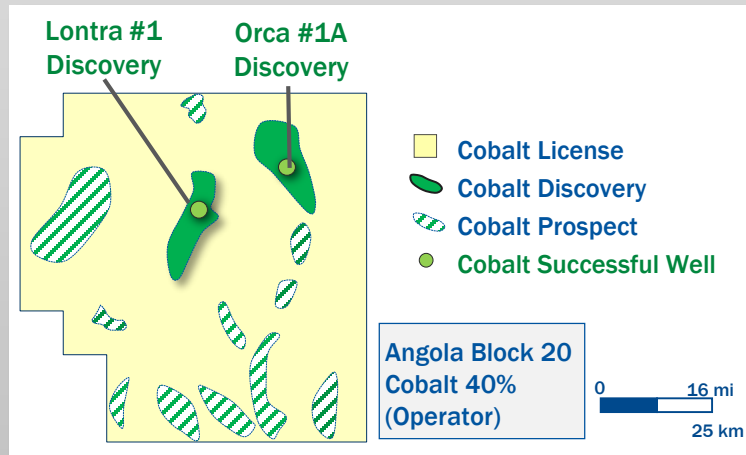 Lontra #1
Discovery
Orca #1A
Discovery
Cobalt License
Cobalt Discovery
Cobalt Prospect
Cobalt Successful Well
Angola Block 20
Cobalt 40%
(Operator)
0 16 mi
25 km